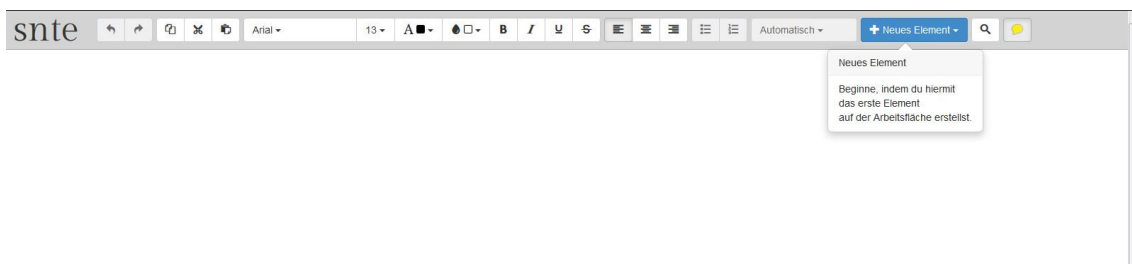 snte Arial 13 A B I U S Automatisch Neues Element
Neues Element
Beginne, indem du hiermit
das erste Element
auf der Arbeitsfläche erstellst.